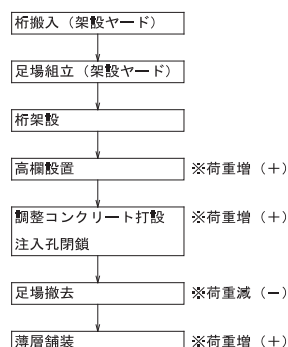 桁搬入（架設ヤード）
足場組立（架設ヤード）
桁架設
高欄設置 ※荷重増（＋）
調整コンクリート打設 ※荷重増（＋）
注入孔閉鎖
足場撤去 ※荷重減（－）
薄層舗装 ※荷重増（＋）